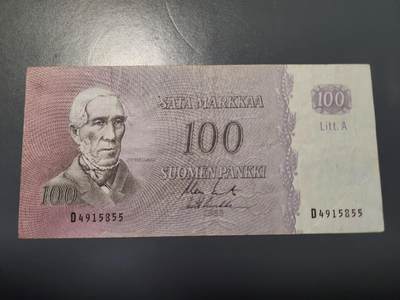 SATA MARKKAA
100
Litt. A
100
SUOMEN PANKKI
100
D4915855
D4915855